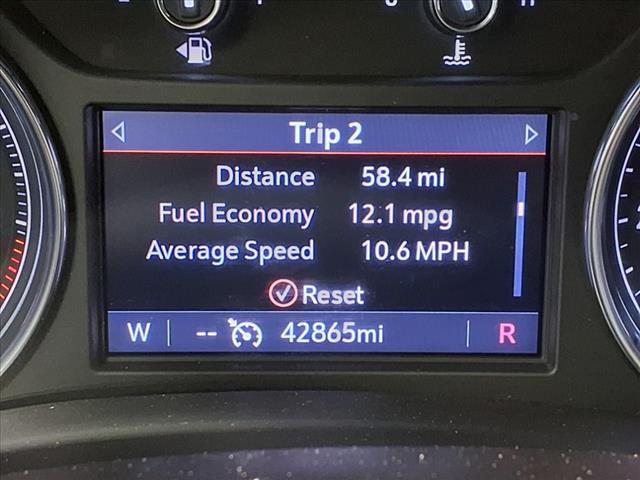 Trip 2
Distance 58.4 mi
Fuel Economy 12.1 mpg
Average Speed 10.6 MPH
Reset
W -- 42865mi R